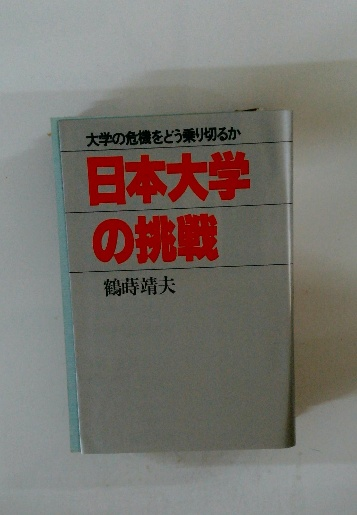 大学の危機をどう乗り切るか
日本大学
の挑戦
鶴蒔靖夫